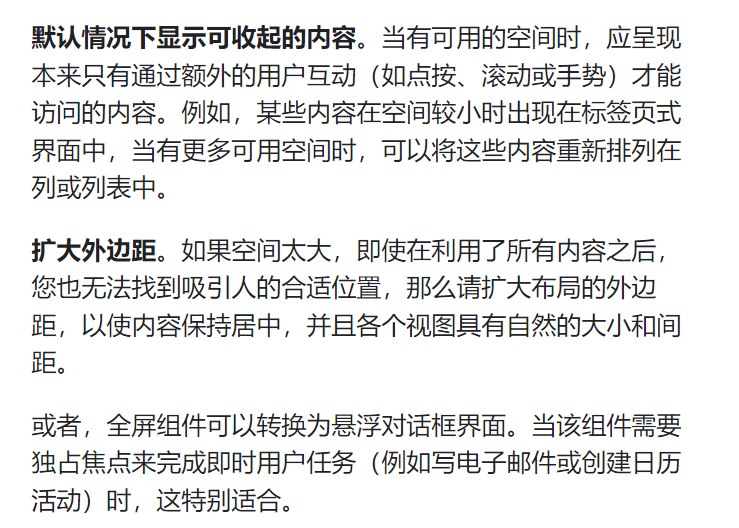 默认情况下显示可收起的内容。当有可用的空间时，应呈现
本来只有通过额外的用户互动（如点按、滚动或手势）才能
访问的内容。例如，某些内容在空间较小时出现在标签页式
界面中，当有更多可用空间时，可以将这些内容重新排列在
列或列表中。
扩大外边距。如果空间太大，即使在利用了所有内容之后，
您也无法找到吸引人的合适位置，那么请扩大布局的外边
距，以使内容保持居中，并且各个视图具有自然的大小和间
距。
或者，全屏组件可以转换为悬浮对话框界面。当该组件需要
独占焦点来完成即时用户任务（例如写电子邮件或创建日历
活动）时，这特别适合。